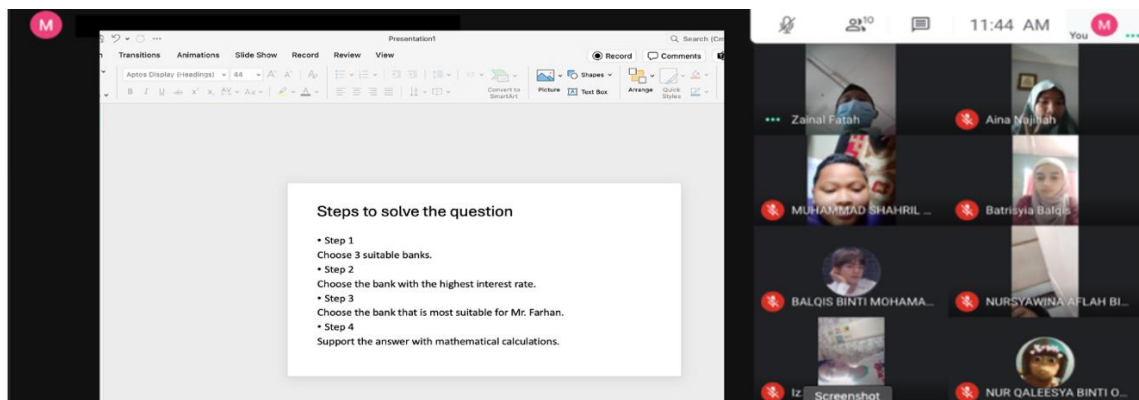 M
Presentation1
Search (Cm
Transitions Animations Slide Show Record Review View
Record Comments
Aptos Display (Headings) 44
Convert to SmartArt
Picture
Shapes
Text Box
Arrange
Quick Styles
Steps to solve the question
• Step 1
Choose 3 suitable banks.
• Step 2
Choose the bank with the highest interest rate.
• Step 3
Choose the bank that is most suitable for Mr. Farhan.
• Step 4
Support the answer with mathematical calculations.
10
11:44 AM
You
M
Zainal Fatah
Aina Najihah
MUHAMMAD SHAHRIL ...
Batrisyia Balqis
BALQIS BINTI MOHAMA...
NURSYAWINA AFLAH BI...
Iz
Screenshot
NUR QALEESYA BINTI O...